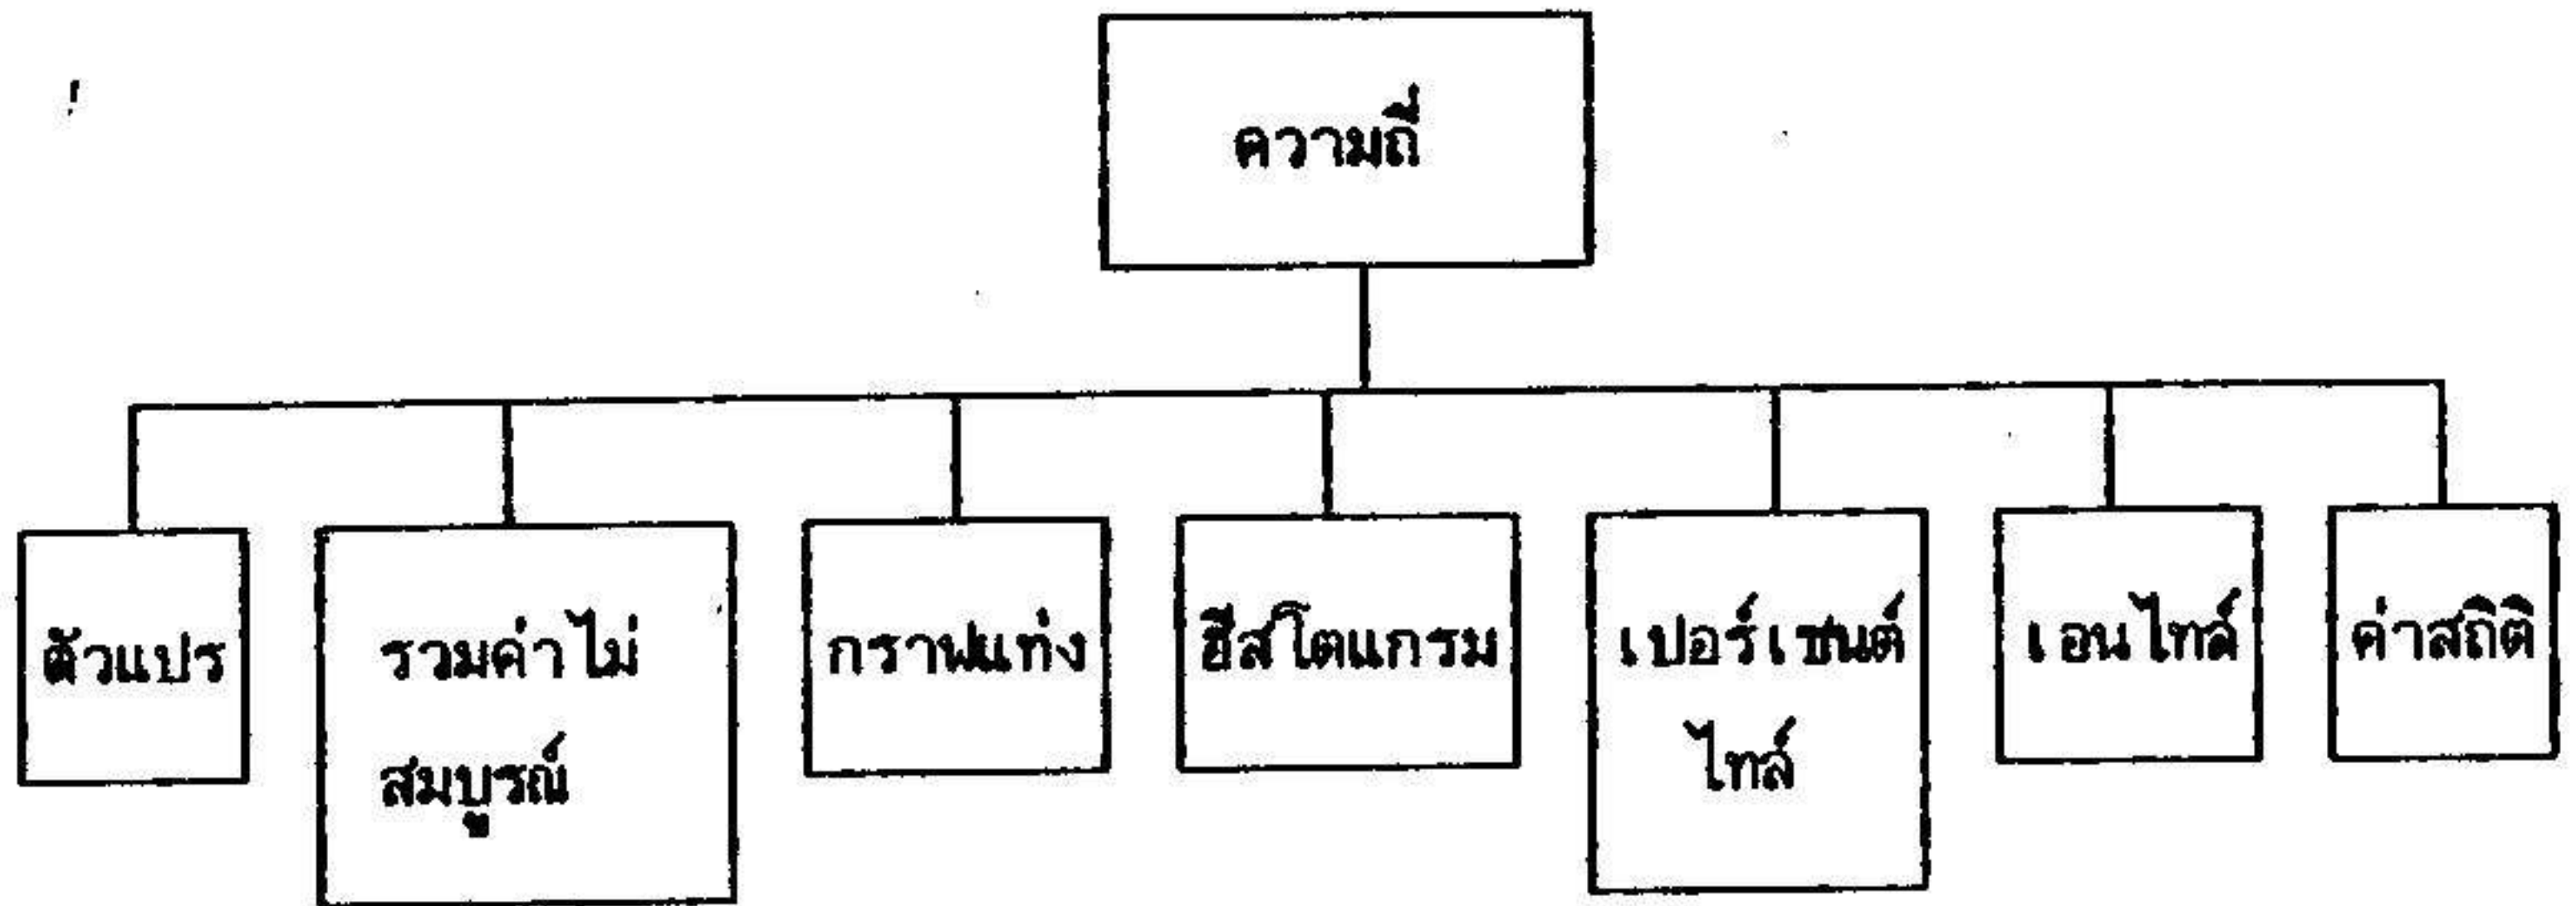 ความถี่
ตัวแปร
รวมค่าไม่
สมบูรณ์
กราฟแท่ง
ฮีสโตแกรม
เปอร์เซนต์
ไทล์
เอนไทล์
ค่าสถิติ